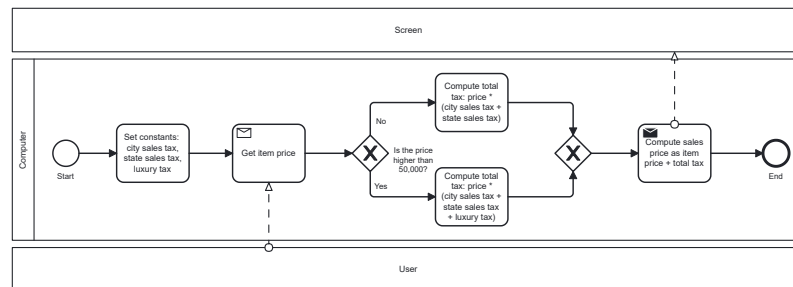 Screen
Computer
Start
Set constants:
city sales tax,
state sales tax,
luxury tax
Get item price
No
Yes
Is the price
higher than
50,000?
Compute total
tax: price *
(city sales tax +
state sales tax)
Compute total
tax: price *
(city sales tax +
state sales tax
+ luxury tax)
Compute sales
price as item
price + total tax
End
User